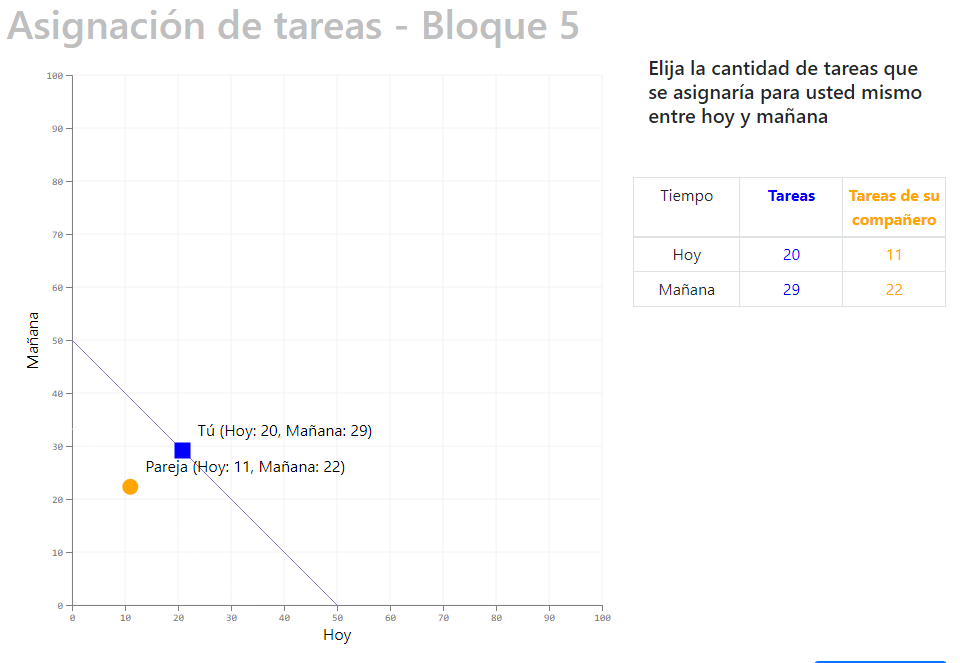 Asignación de tareas - Bloque 5
Elija la cantidad de tareas que
se asignaría para usted mismo
entre hoy y mañana
Tiempo Tareas Tareas de su
compañero
Hoy 20 11
Mañana 29 22
100
90
80
70
60
50
40
30
20
10
0
Mañana
Tú (Hoy: 20, Mañana: 29)
Pareja (Hoy: 11, Mañana: 22)
0 10 20 30 40 50 60 70 80 90 100
Hoy